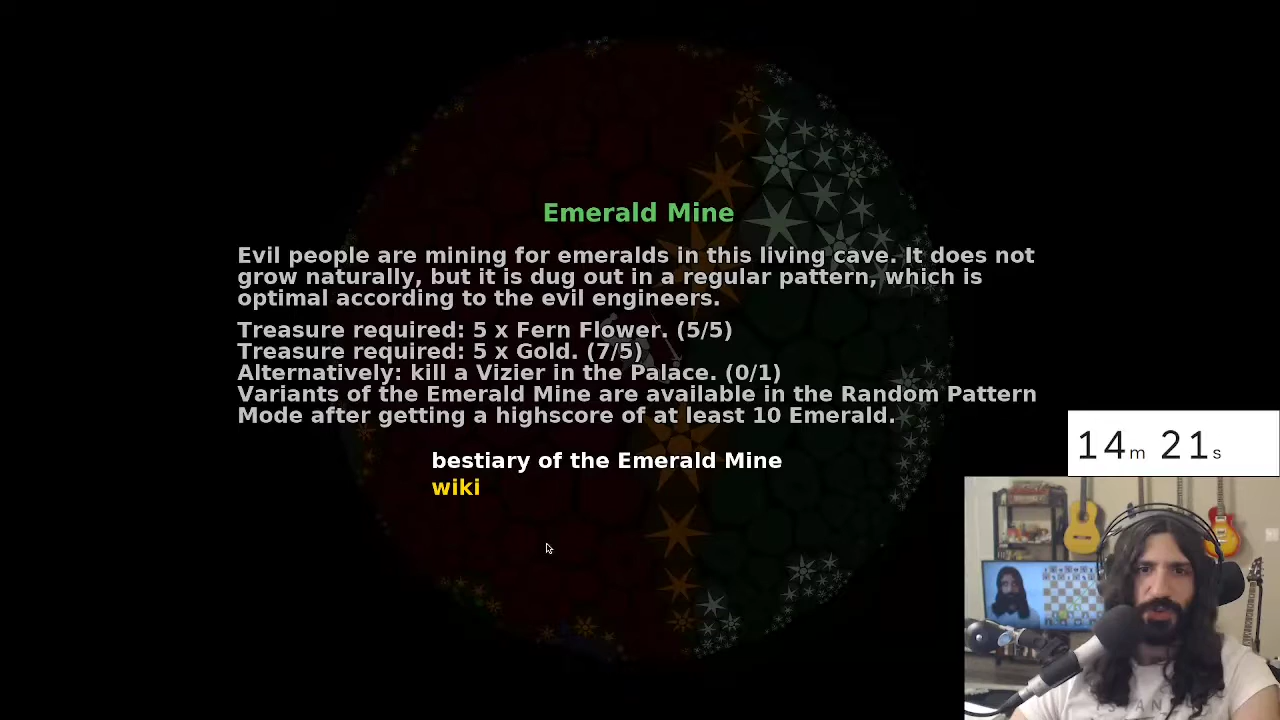 Emerald Mine
Evil people are mining for emeralds in this living cave. It does not
grow naturally, but it is dug out in a regular pattern, which is
optimal according to the evil engineers.
Treasure required: 5 x Fern Flower. (5/5)
Treasure required: 5 x Gold. (7/5)
Alternatively: kill a Vizier in the Palace. (0/1)
Variants of the Emerald Mine are available in the Random Pattern
Mode after getting a highscore of at least 10 Emerald.
bestiary of the Emerald Mine
wiki
14m 21s